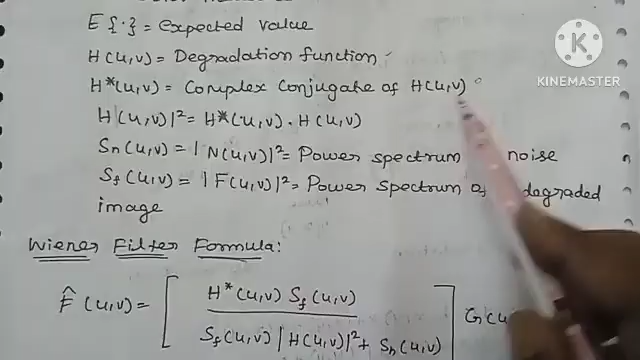 E{·} = expected value
H(u,v) = Degradation function
H*(u,v) = Complex Conjugate of H(u,v)
H(u,v)|² = H*(u,v) . H(u,v)
Sn(u,v) = |N(u,v)|² = Power spectrum noise
Sf(u,v) = |F(u,v)|² = Power Spectrum of degraded
image
Wiener Filter Formula:
F̂(u,v) = [ H*(u,v) Sf(u,v)
Sf(u,v) |H(u,v)|² + Sn(u,v) ] G(u
KINEMASTER